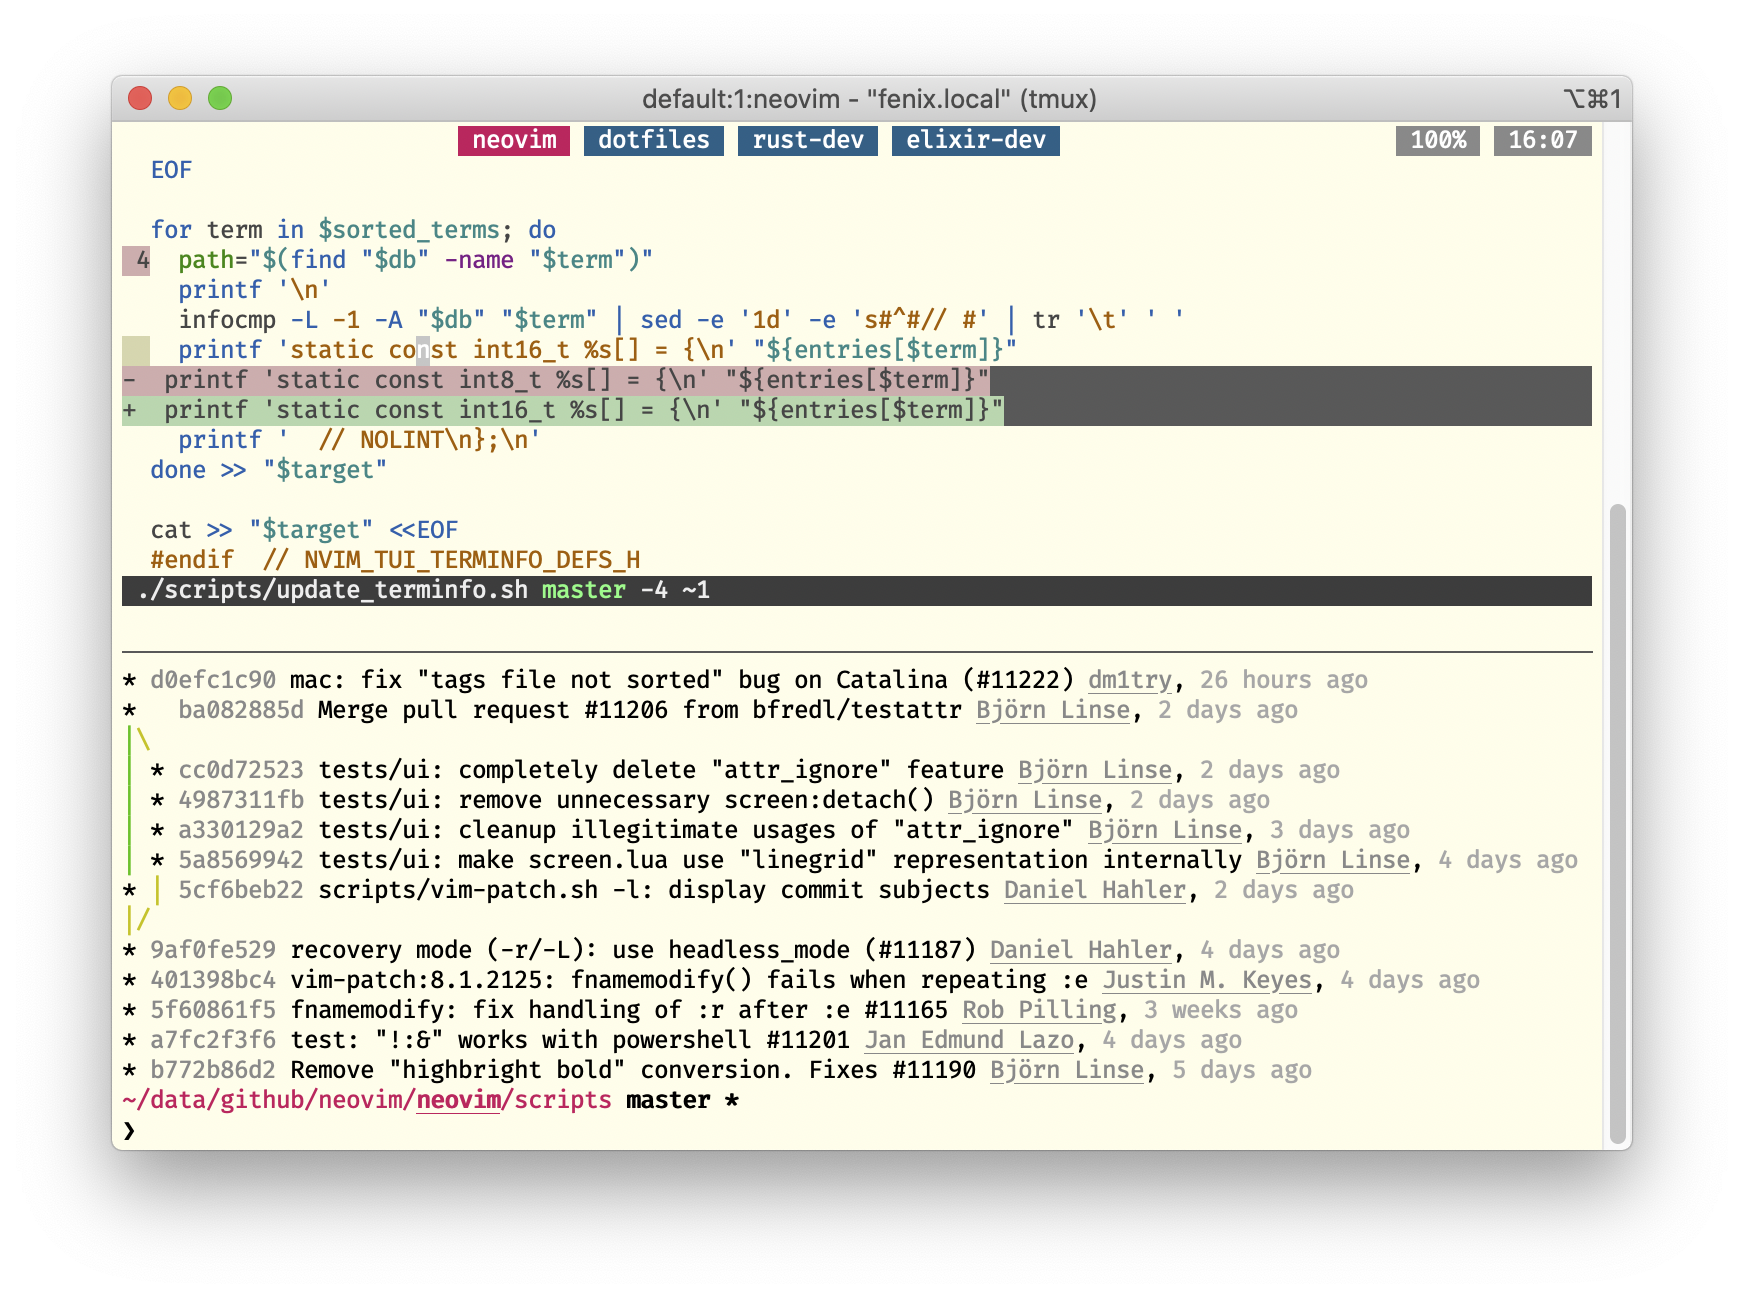 default:1:neovim - "fenix.local" (tmux) ⌥⌘1
neovim dotfiles rust-dev elixir-dev 100% 16:07
EOF
for term in $sorted_terms; do
4 path="$(find "$db" -name "$term")"
printf '\n'
infocmp -L -1 -A "$db" "$term" | sed -e '1d' -e 's#^#// #' | tr '\t' ' '
printf 'static const int16_t %s[] = {\n' "${entries[$term]}"
- printf 'static const int8_t %s[] = {\n' "${entries[$term]}"
+ printf 'static const int16_t %s[] = {\n' "${entries[$term]}"
printf '  // NOLINT\n};\n'
done >> "$target"
cat >> "$target" <<EOF
#endif  // NVIM_TUI_TERMINFO_DEFS_H
./scripts/update_terminfo.sh master -4 ~1
* d0efc1c90 mac: fix "tags file not sorted" bug on Catalina (#11222) dm1try, 26 hours ago
*   ba082885d Merge pull request #11206 from bfredl/testattr Björn Linse, 2 days ago
|\
| * cc0d72523 tests/ui: completely delete "attr_ignore" feature Björn Linse, 2 days ago
| * 4987311fb tests/ui: remove unnecessary screen:detach() Björn Linse, 2 days ago
| * a330129a2 tests/ui: cleanup illegitimate usages of "attr_ignore" Björn Linse, 3 days ago
| * 5a8569942 tests/ui: make screen.lua use "linegrid" representation internally Björn Linse, 4 days ago
* | 5cf6beb22 scripts/vim-patch.sh -l: display commit subjects Daniel Hahler, 2 days ago
|/
* 9af0fe529 recovery mode (-r/-L): use headless_mode (#11187) Daniel Hahler, 4 days ago
* 401398bc4 vim-patch:8.1.2125: fnamemodify() fails when repeating :e Justin M. Keyes, 4 days ago
* 5f60861f5 fnamemodify: fix handling of :r after :e #11165 Rob Pilling, 3 weeks ago
* a7fc2f3f6 test: "!:&" works with powershell #11201 Jan Edmund Lazo, 4 days ago
* b772b86d2 Remove "highbright bold" conversion. Fixes #11190 Björn Linse, 5 days ago
~/data/github/neovim/neovim/scripts master *
❯